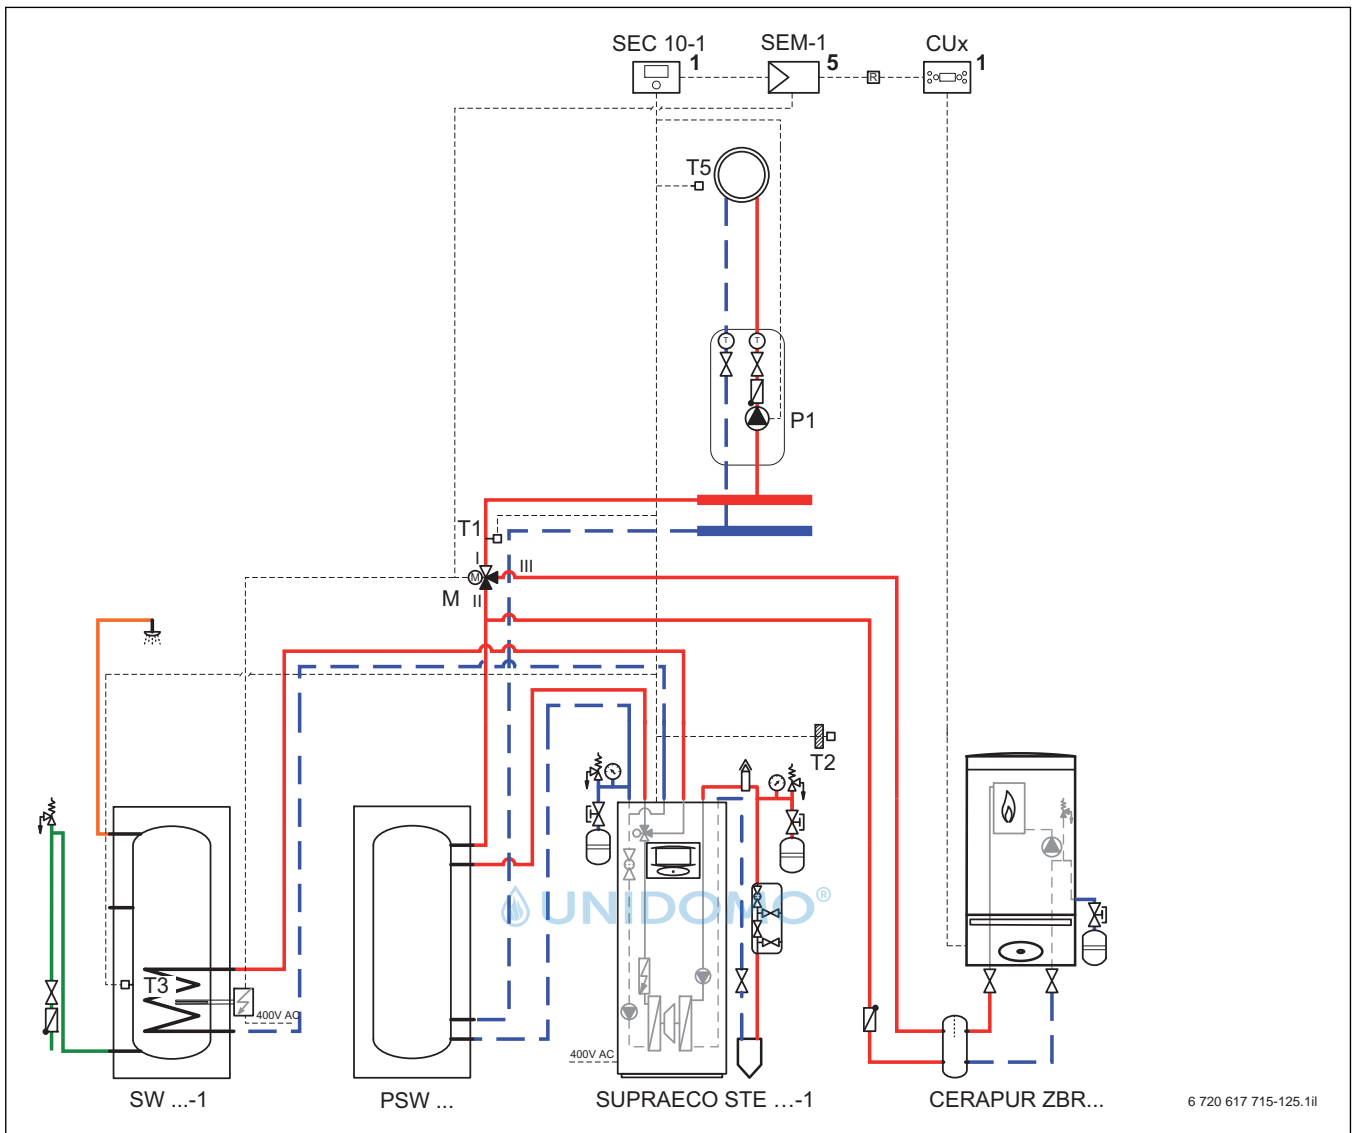 SEC 10-1
SEM-1
CUx
1
5
1
R
T5
T
T
P1
T1
I
III
M
M
II
T2
UNIDOMO®
T3
400V AC
400V AC
SW ...-1
PSW ...
SUPRAECO STE ...-1
CERAPUR ZBR...
6 720 617 715-125.1il